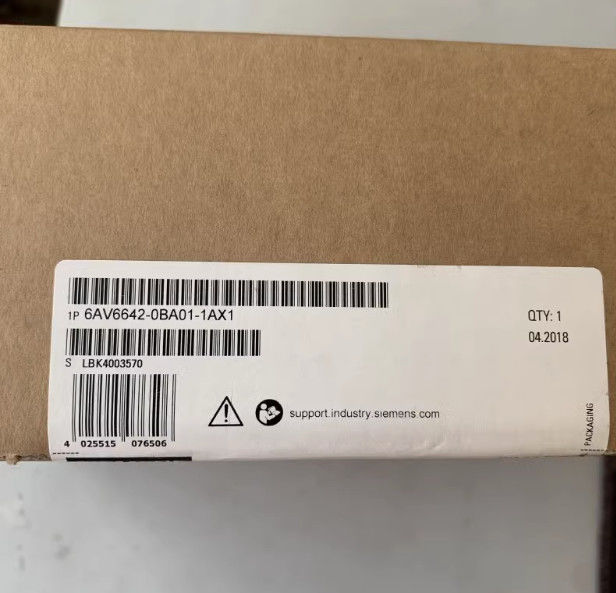 1P 6AV6642-0BA01-1AX1
QTY: 1
04.2018
S LBK4003570
support.industry.siemens.com
4 025515 076506
PACKAGING